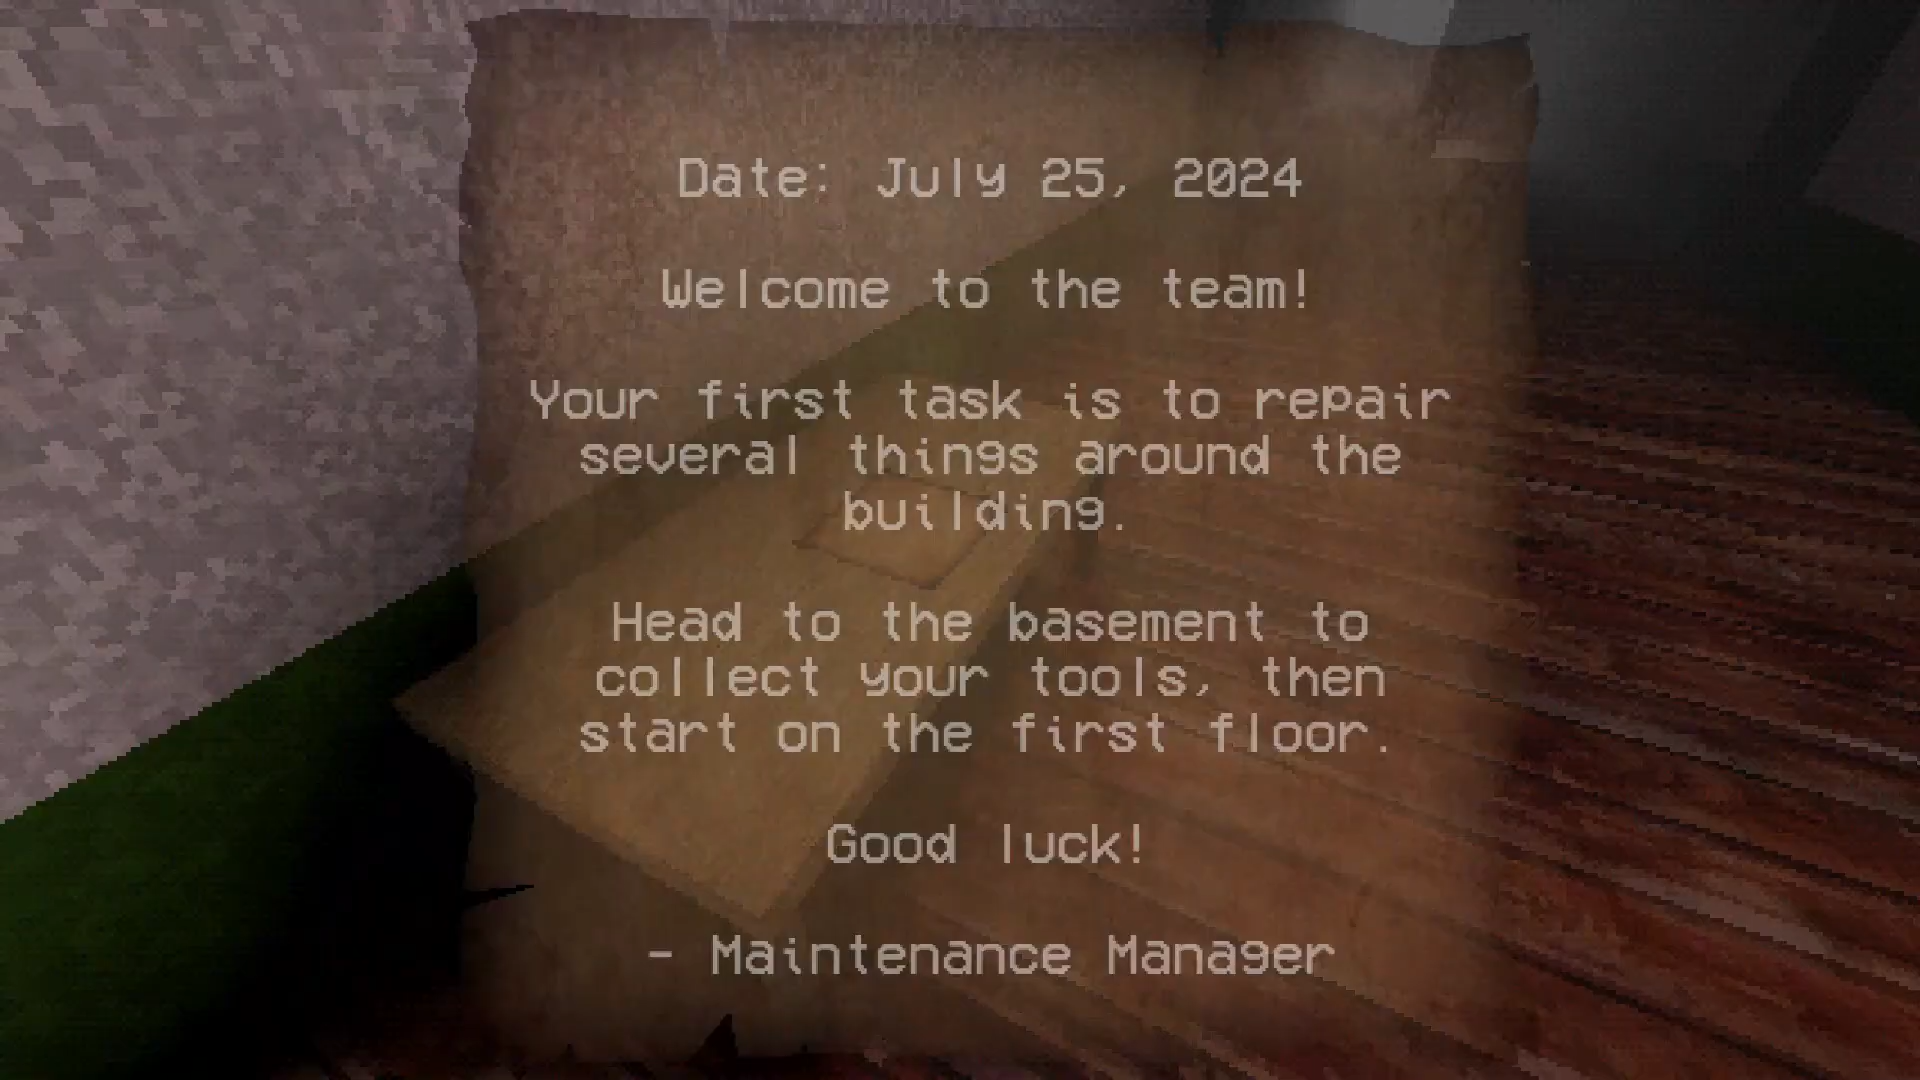 Date: July 25, 2024
Welcome to the team!
Your first task is to repair
several things around the
building.
Head to the basement to
collect your tools, then
start on the first floor.
Good luck!
- Maintenance Manager